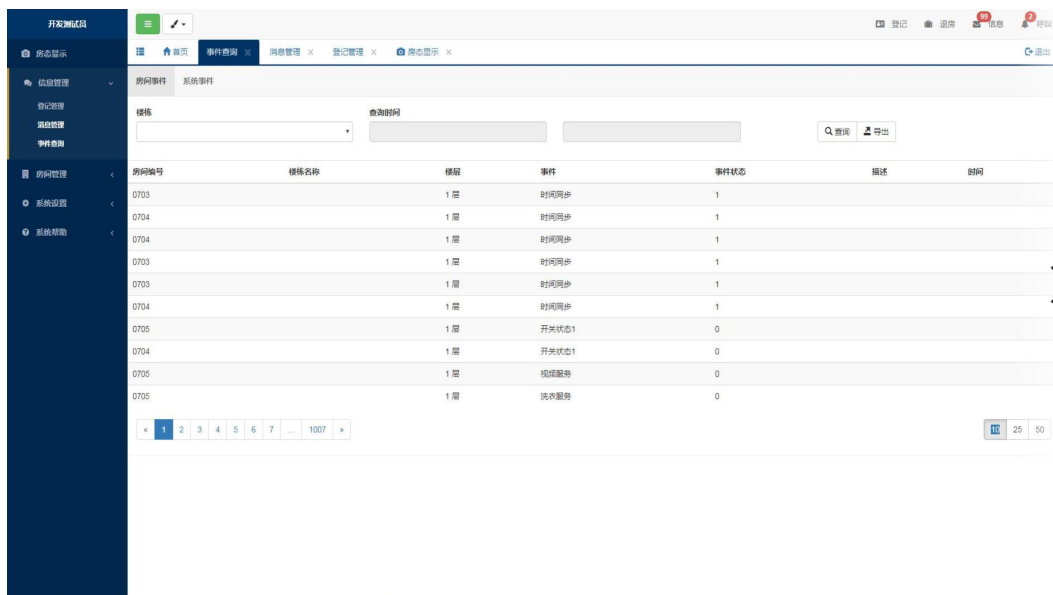 开发测试员
登记 退房 99 信息 2 呼叫
房态显示
首页 事件查询 × 消息管理 × 登记管理 × 房态显示 × 退出
信息管理
登记管理
消息管理
事件查询
房间管理
系统设置
系统帮助
房间事件 系统事件
楼栋 查询时间
查询 导出
房间编号 楼栋名称 楼层 事件 事件状态 描述 时间
0703 1 层 时间同步 1
0704 1 层 时间同步 1
0704 1 层 时间同步 1
0703 1 层 时间同步 1
0703 1 层 时间同步 1
0704 1 层 时间同步 1
0705 1 层 开关状态1 0
0704 1 层 开关状态1 0
0705 1 层 视频服务 0
0705 1 层 洗衣服务 0
« 1 2 3 4 5 6 7 ... 1007 » 10 25 50